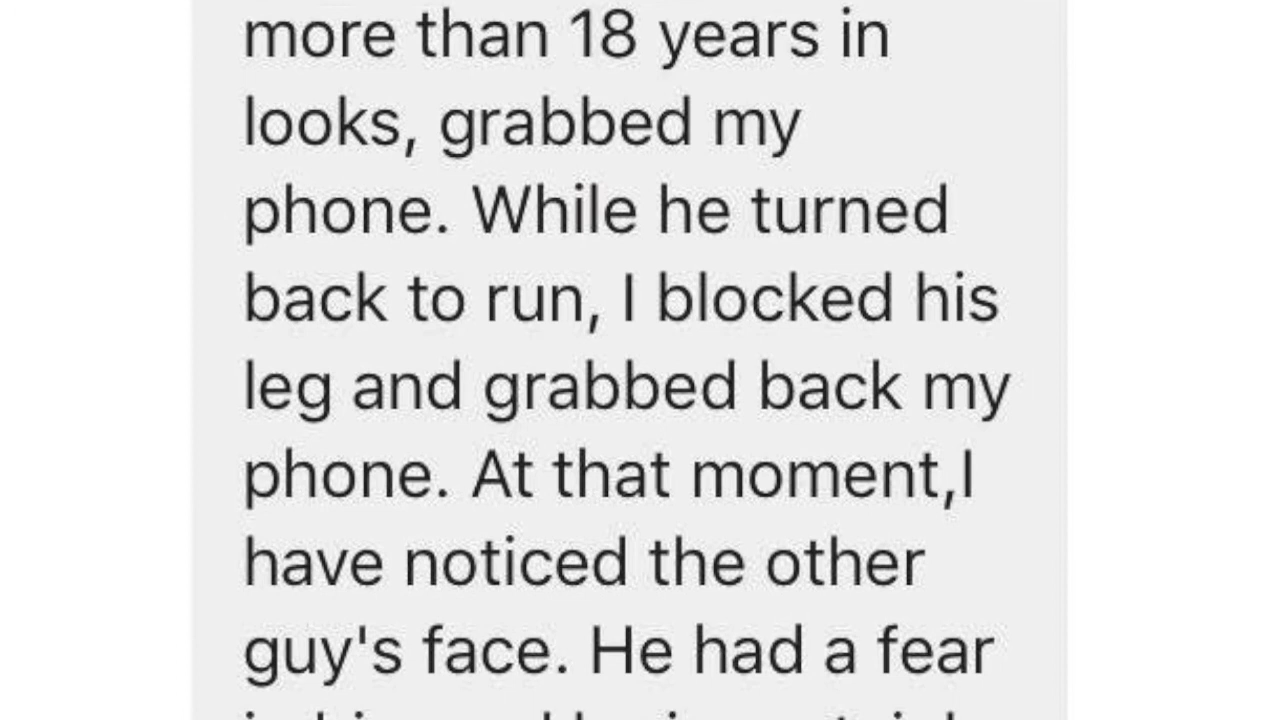 more than 18 years in
looks, grabbed my
phone. While he turned
back to run, I blocked his
leg and grabbed back my
phone. At that moment,I
have noticed the other
guy's face. He had a fear